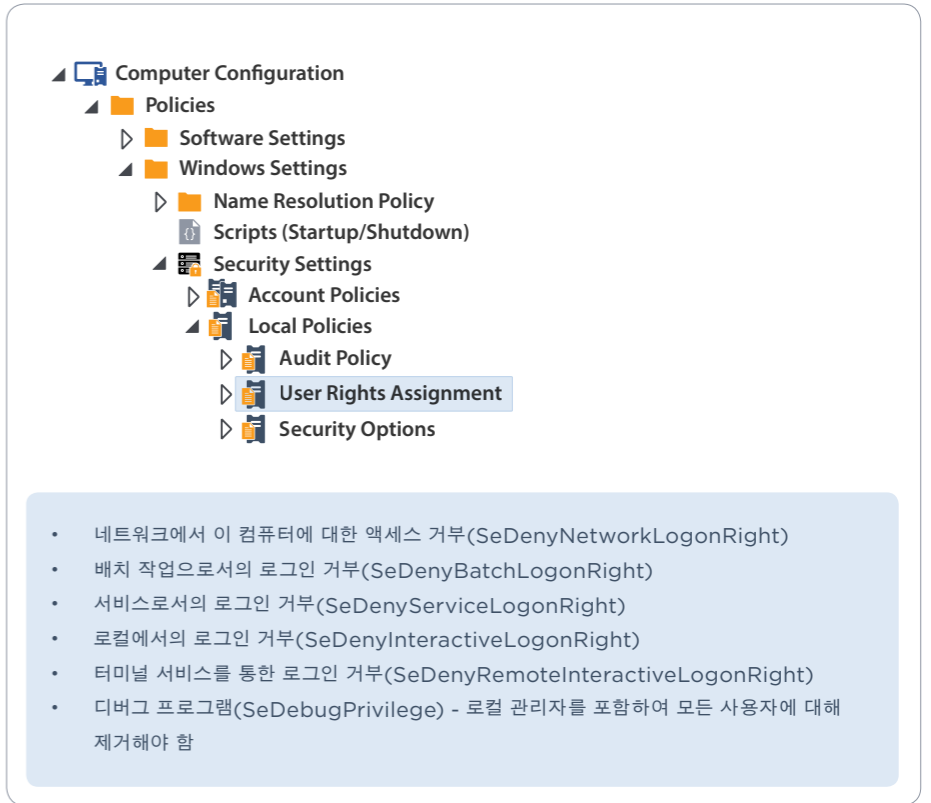 Computer Configuration
Policies
Software Settings
Windows Settings
Name Resolution Policy
Scripts (Startup/Shutdown)
Security Settings
Account Policies
Local Policies
Audit Policy
User Rights Assignment
Security Options
• 네트워크에서 이 컴퓨터에 대한 액세스 거부(SeDenyNetworkLogonRight)
• 배치 작업으로서의 로그인 거부(SeDenyBatchLogonRight)
• 서비스로서의 로그인 거부(SeDenyServiceLogonRight)
• 로컬에서의 로그인 거부(SeDenyInteractiveLogonRight)
• 터미널 서비스를 통한 로그인 거부(SeDenyRemoteInteractiveLogonRight)
• 디버그 프로그램(SeDebugPrivilege) - 로컬 관리자를 포함하여 모든 사용자에 대해
제거해야 함